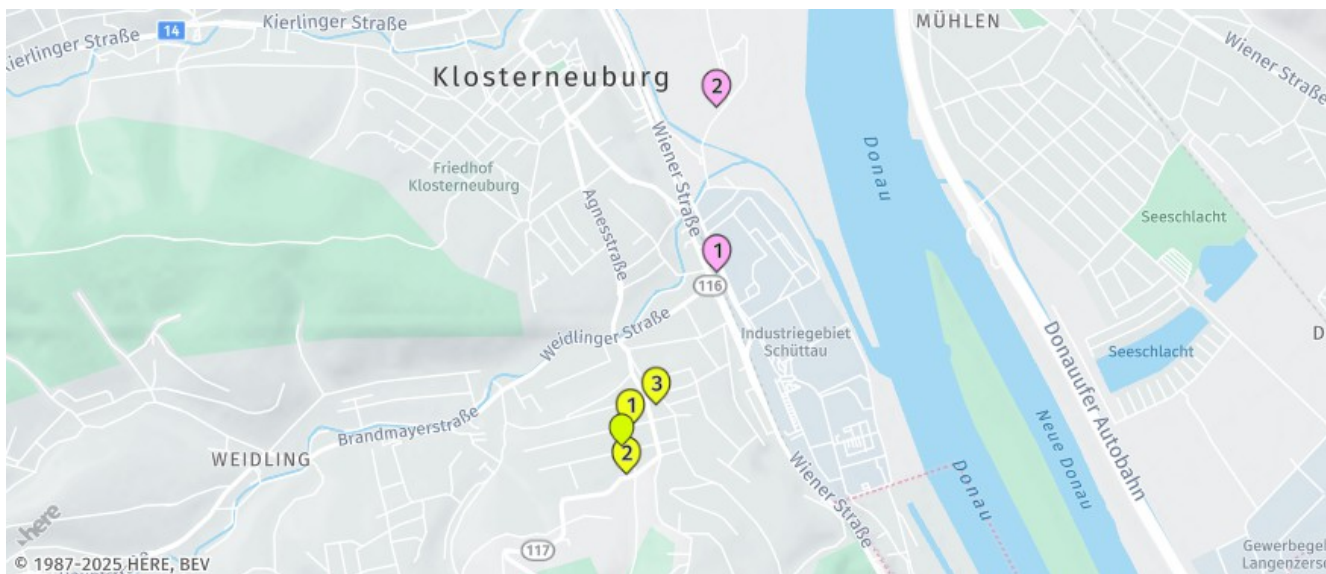 Kierlinger Straße
14
Kierlinger Straße
MÜHLEN
Wiener Straße
Klosterneuburg
2
Wiener Straße
Donau
Friedhof
Klosterneuburg
Agnesstraße
Seeschlacht
1
116
Weidlinger Straße
Industriegebiet
Schüttau
Donauufer Autobahn
D
Seeschlacht
3
1
2
Brandmayerstraße
WEIDLING
Wiener Straße
Donau
Neue Donau
here
117
Gewerbegel
Langenzerso
© 1987-2025 HERE, BEV